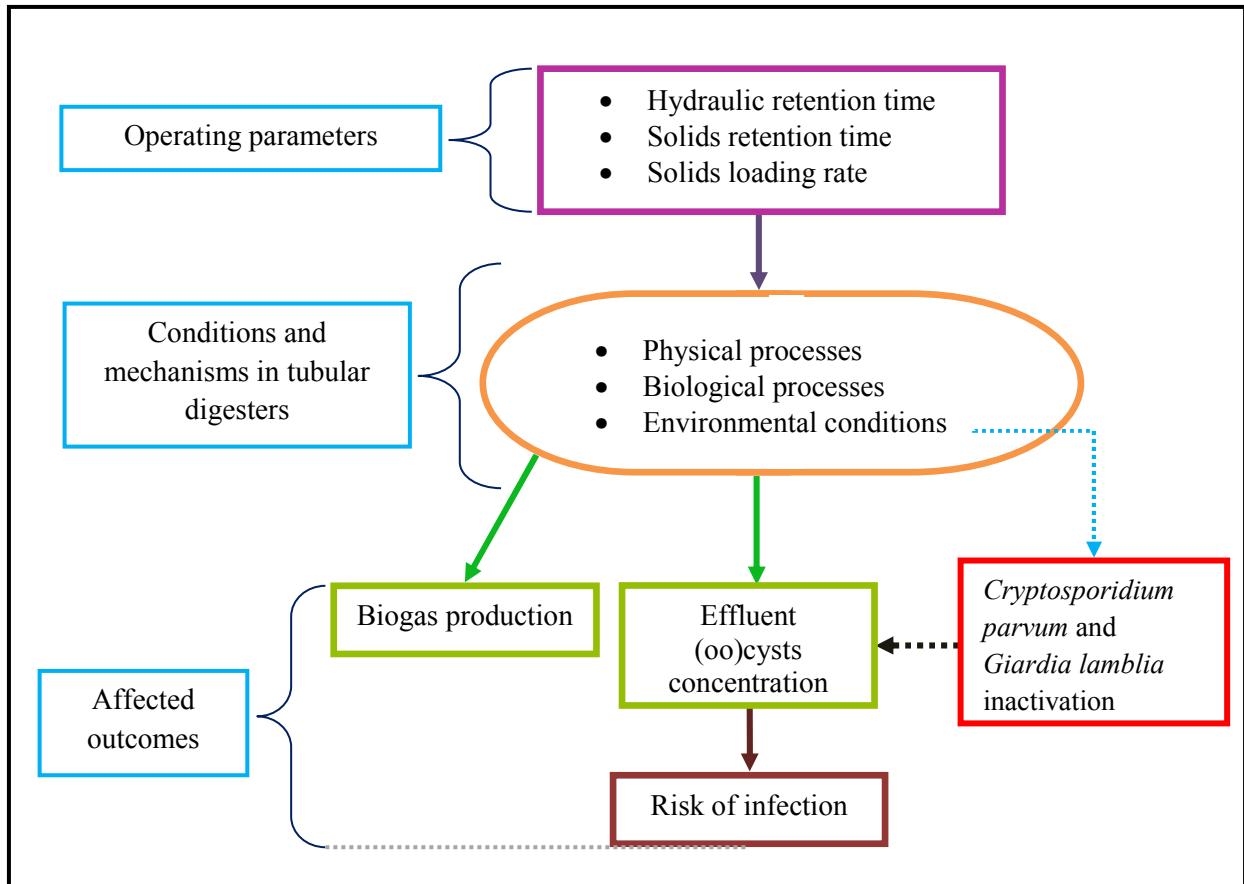 Operating parameters
• Hydraulic retention time
• Solids retention time
• Solids loading rate
Conditions and
mechanisms in tubular
digesters
• Physical processes
• Biological processes
• Environmental conditions
Affected
outcomes
Biogas production
Effluent
(oo)cysts
concentration
Cryptosporidium
parvum and
Giardia lamblia
inactivation
Risk of infection